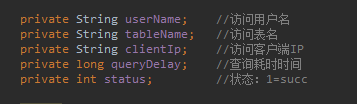 private String userName;    //访问用户名
private String tableName;   //访问表名
private String clientIp;    //访问客户端IP
private long queryDelay;    //查询耗时时间
private int status;         //状态：1=succ